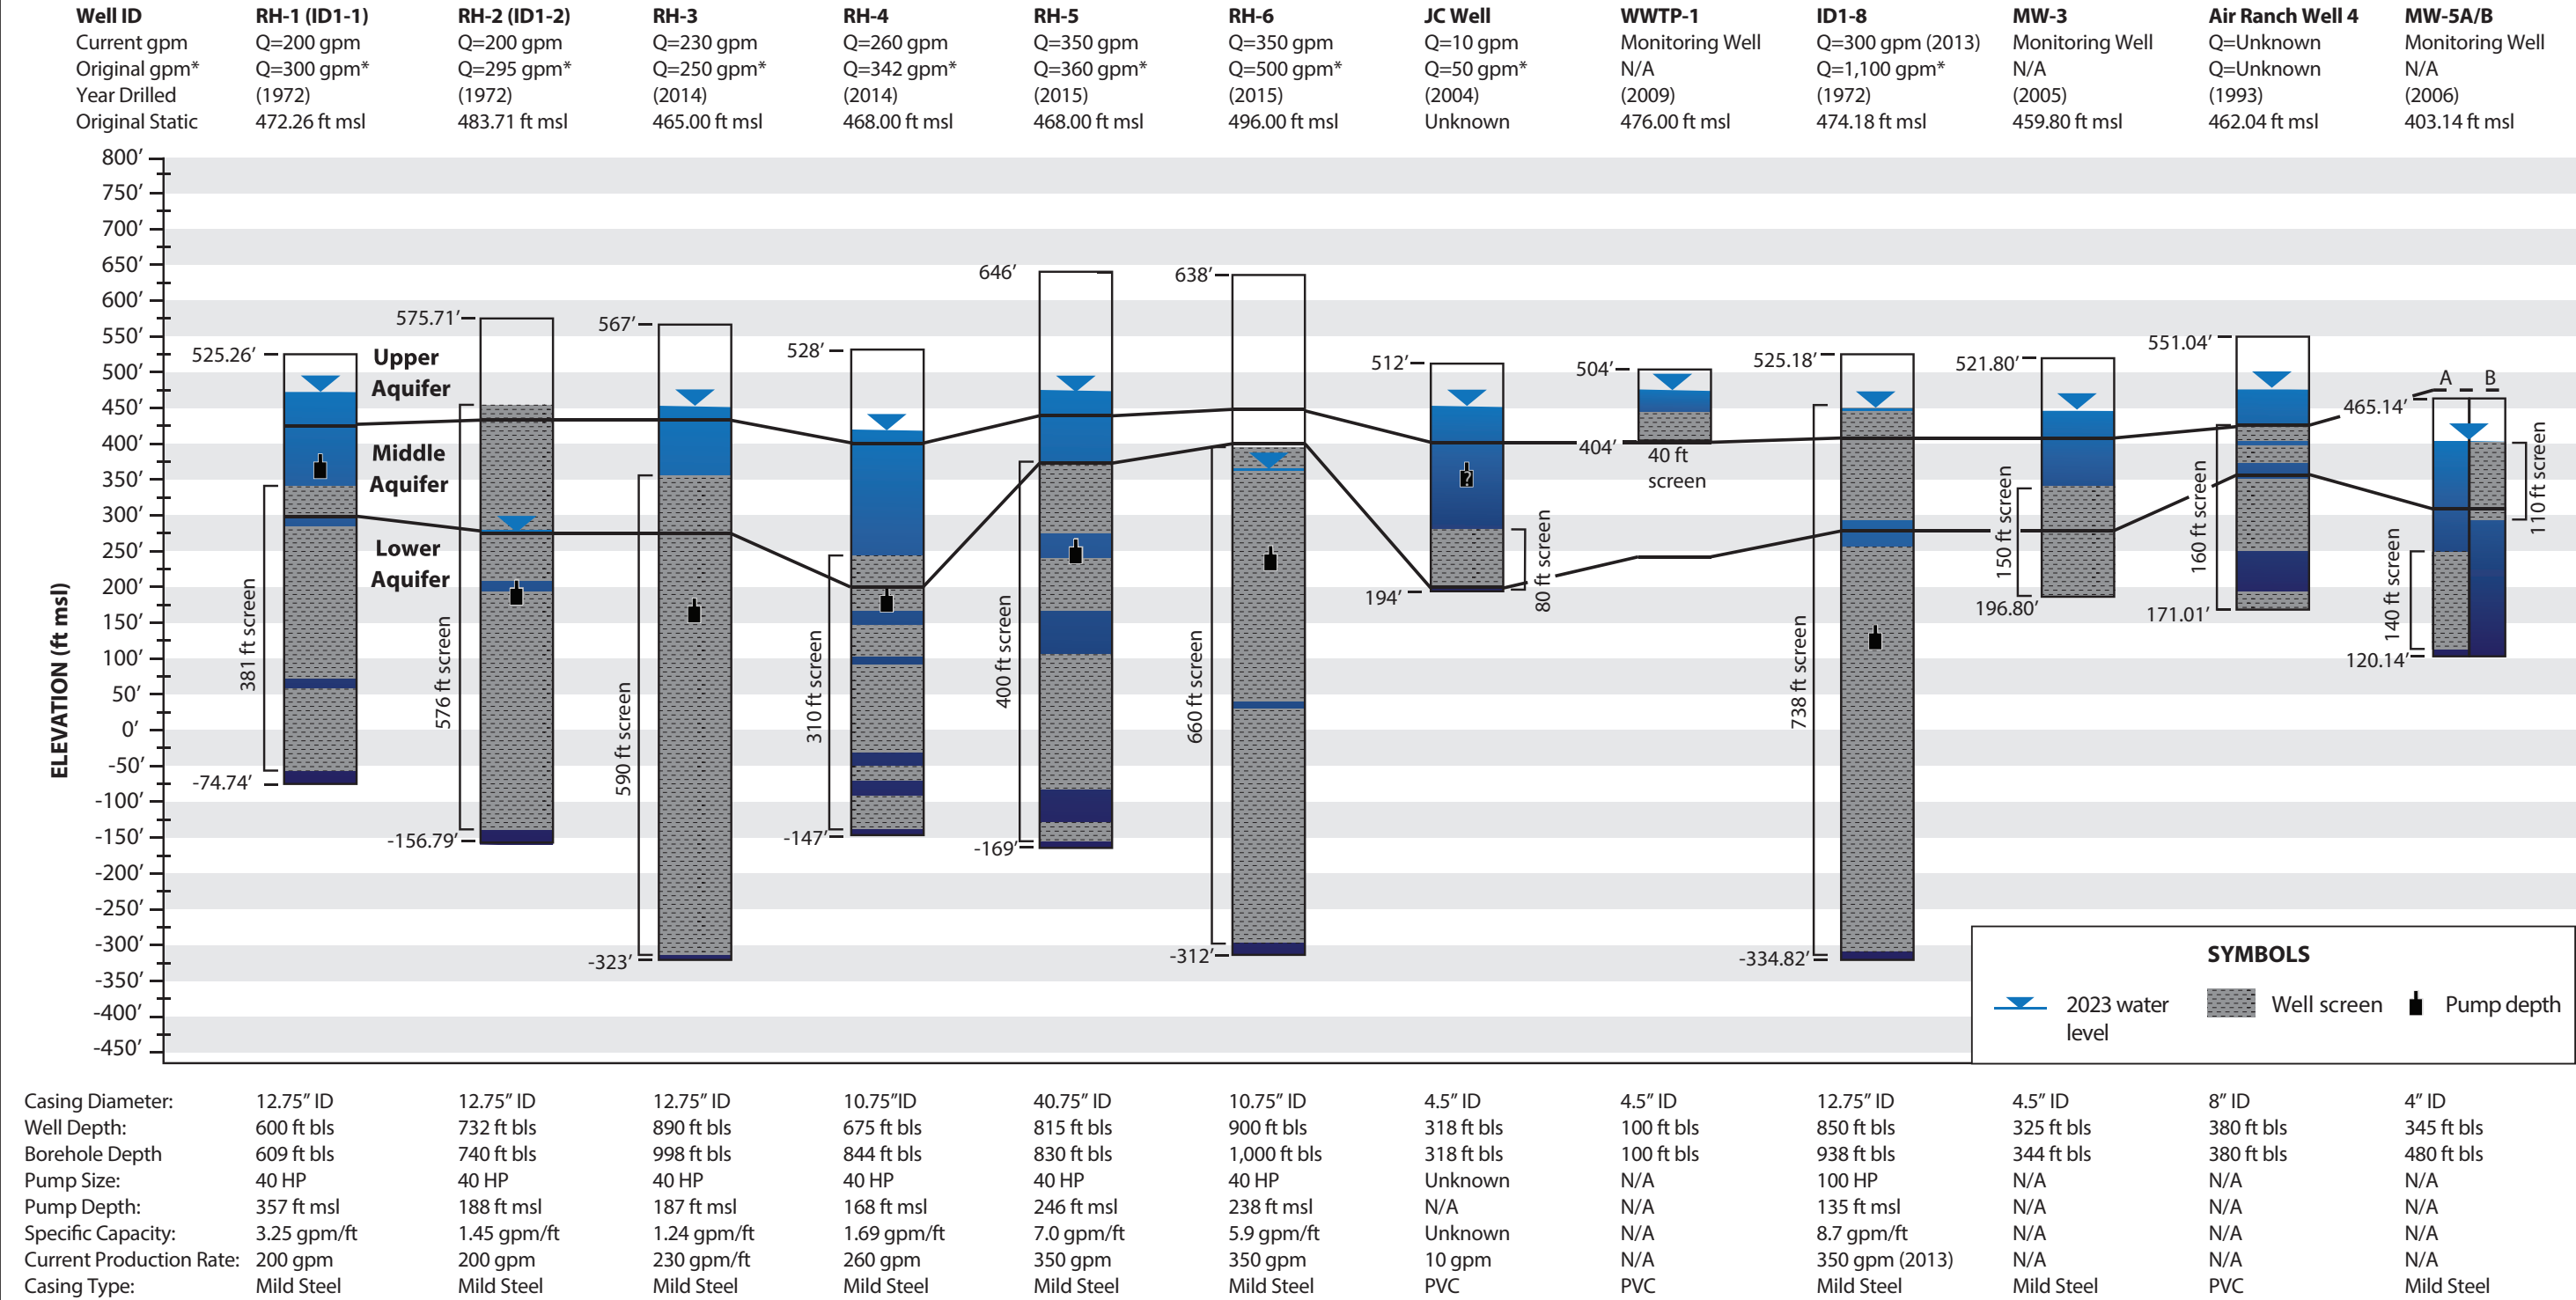 Well ID RH-1 (ID1-1) RH-2 (ID1-2) RH-3 RH-4 RH-5 RH-6 JC Well WWTP-1 ID1-8 MW-3 Air Ranch Well 4 MW-5A/B
Current gpm Q=200 gpm Q=200 gpm Q=230 gpm Q=260 gpm Q=350 gpm Q=350 gpm Q=10 gpm Monitoring Well Q=300 gpm (2013) Monitoring Well Q=Unknown Monitoring Well
Original gpm* Q=300 gpm* Q=295 gpm* Q=250 gpm* Q=342 gpm* Q=360 gpm* Q=500 gpm* Q=50 gpm* N/A Q=1,100 gpm* N/A Q=Unknown N/A
Year Drilled (1972) (1972) (2014) (2014) (2015) (2015) (2004) (2009) (1972) (2005) (1993) (2006)
Original Static 472.26 ft msl 483.71 ft msl 465.00 ft msl 468.00 ft msl 468.00 ft msl 496.00 ft msl Unknown 476.00 ft msl 474.18 ft msl 459.80 ft msl 462.04 ft msl 403.14 ft msl
ELEVATION (ft msl)
800′
750′
700′
650′
600′
550′
500′
450′
400′
350′
300′
250′
200′
150′
100′
50′
0′
-50′
-100′
-150′
-200′
-250′
-300′
-350′
-400′
-450′
525.26′
381 ft screen
-74.74′
Upper
Aquifer
Middle
Aquifer
Lower
Aquifer
575.71′
576 ft screen
-156.79′
567′
590 ft screen
-323′
528′
310 ft screen
-147′
646′
400 ft screen
-169′
638′
660 ft screen
-312′
512′
?
194′
80 ft screen
504′
404′
40 ft
screen
525.18′
738 ft screen
-334.82′
521.80′
150 ft screen
196.80′
551.04′
160 ft screen
171.01′
A B
465.14′
110 ft screen
140 ft screen
120.14′
SYMBOLS
2023 water
level
Well screen
Pump depth
Casing Diameter: 12.75″ ID 12.75″ ID 12.75″ ID 10.75″ID 40.75″ ID 10.75″ ID 4.5″ ID 4.5″ ID 12.75″ ID 4.5″ ID 8″ ID 4″ ID
Well Depth: 600 ft bls 732 ft bls 890 ft bls 675 ft bls 815 ft bls 900 ft bls 318 ft bls 100 ft bls 850 ft bls 325 ft bls 380 ft bls 345 ft bls
Borehole Depth 609 ft bls 740 ft bls 998 ft bls 844 ft bls 830 ft bls 1,000 ft bls 318 ft bls 100 ft bls 938 ft bls 344 ft bls 380 ft bls 480 ft bls
Pump Size: 40 HP 40 HP 40 HP 40 HP 40 HP 40 HP Unknown N/A 100 HP N/A N/A N/A
Pump Depth: 357 ft msl 188 ft msl 187 ft msl 168 ft msl 246 ft msl 238 ft msl N/A N/A 135 ft msl N/A N/A N/A
Specific Capacity: 3.25 gpm/ft 1.45 gpm/ft 1.24 gpm/ft 1.69 gpm/ft 7.0 gpm/ft 5.9 gpm/ft Unknown N/A 8.7 gpm/ft N/A N/A N/A
Current Production Rate: 200 gpm 200 gpm 230 gpm/ft 260 gpm 350 gpm 350 gpm 10 gpm N/A 350 gpm (2013) N/A N/A N/A
Casing Type: Mild Steel Mild Steel Mild Steel Mild Steel Mild Steel Mild Steel PVC PVC Mild Steel Mild Steel PVC Mild Steel